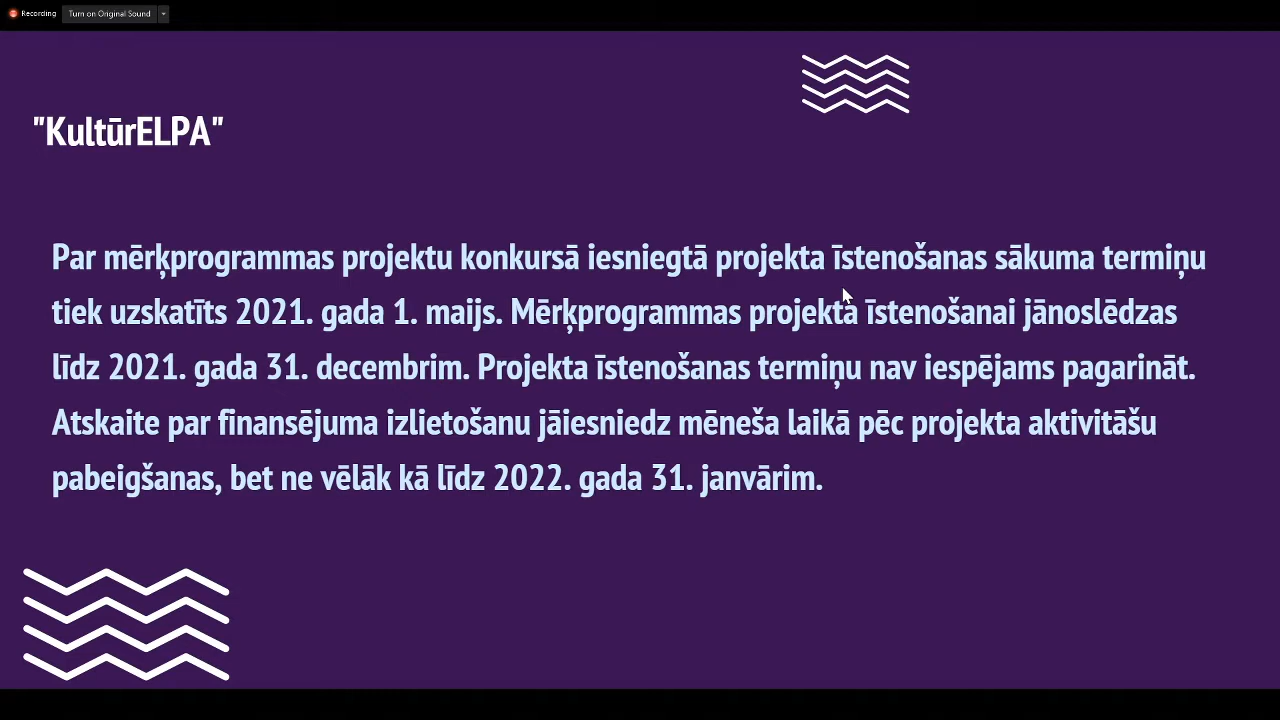 Recording
Turn on Original Sound
"KultūrELPA"
Par mērķprogrammas projektu konkursā iesniegtā projekta īstenošanas sākuma termiņu
tiek uzskatīts 2021. gada 1. maijs. Mērķprogrammas projekta īstenošanai jānoslēdzas
līdz 2021. gada 31. decembrim. Projekta īstenošanas termiņu nav iespējams pagarināt.
Atskaite par finansējuma izlietošanu jāiesniedz mēneša laikā pēc projekta aktivitāšu
pabeigšanas, bet ne vēlāk kā līdz 2022. gada 31. janvārim.